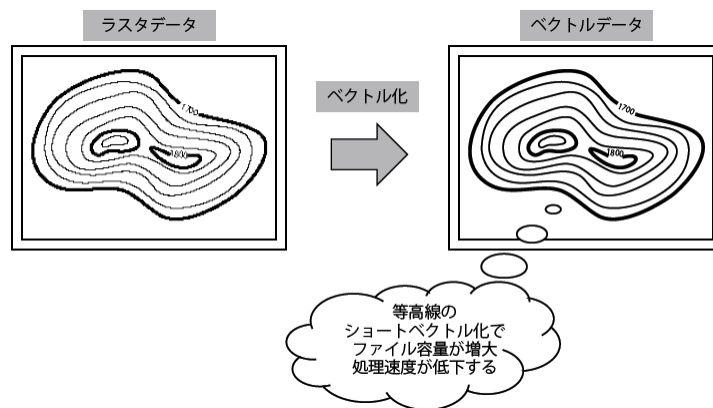 ラスタデータ
ベクトルデータ
1700
1800
ベクトル化
1700
1800
等高線の
ショートベクトル化で
ファイル容量が増大
処理速度が低下する